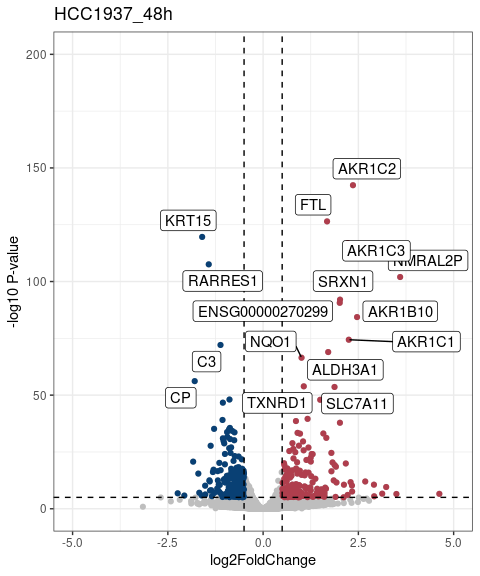 HCC1937_48h
200
150
100
50
0
-log10 P-value
AKR1C2
FTL
KRT15
AKR1C3
NMRAL2P
RARRES1
SRXN1
ENSG00000270299
AKR1B10
NQO1
AKR1C1
C3
ALDH3A1
CP
TXNRD1
SLC7A11
-5.0
-2.5
0.0
2.5
5.0
log2FoldChange